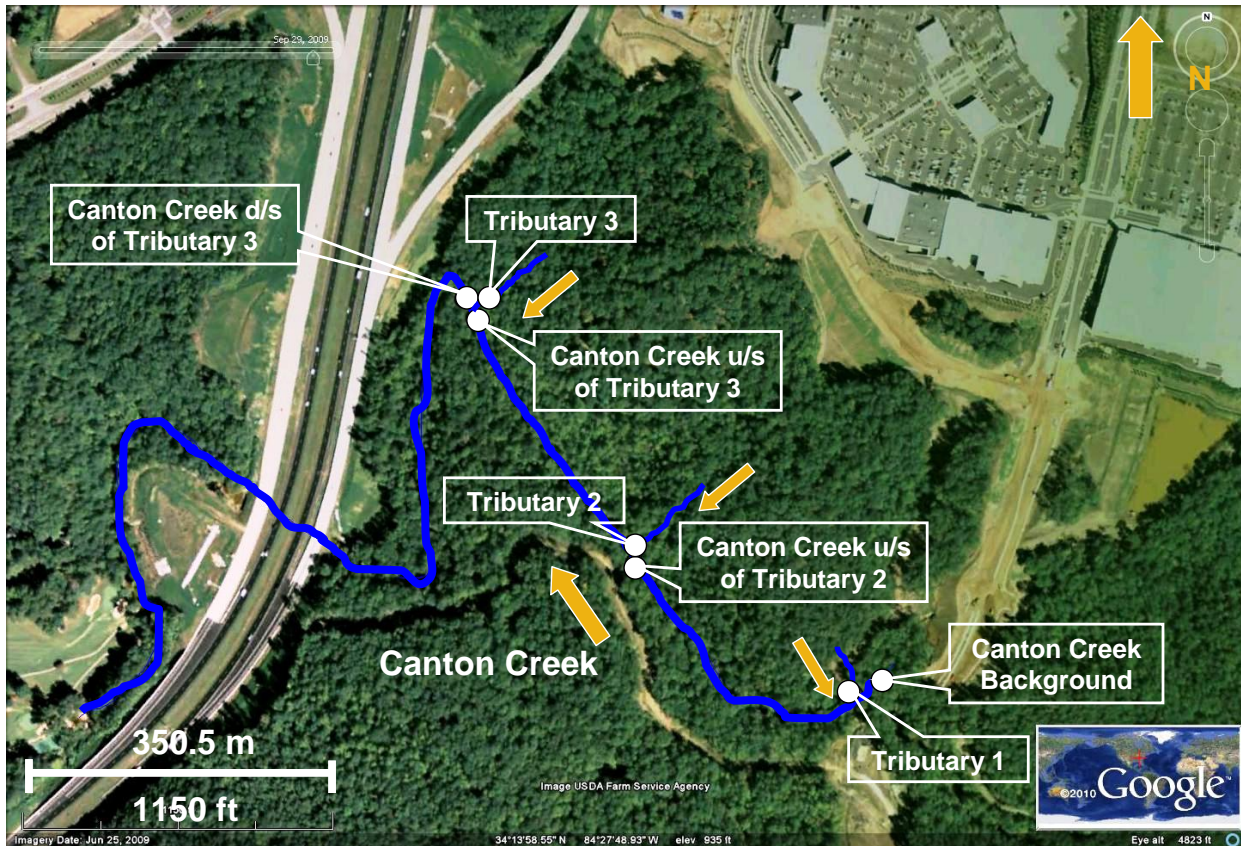 Sep 29, 2009
N
N
Canton Creek d/s
of Tributary 3
Tributary 3
Canton Creek u/s
of Tributary 3
Tributary 2
Canton Creek u/s
of Tributary 2
Canton Creek
Canton Creek
Background
Tributary 1
350.5 m
1150 ft
Image USDA Farm Service Agency
©2010 Google™
Imagery Date: Jun 25, 2009
34°13'58.55" N 84°27'48.93" W elev 935 ft
Eye alt 4823 ft